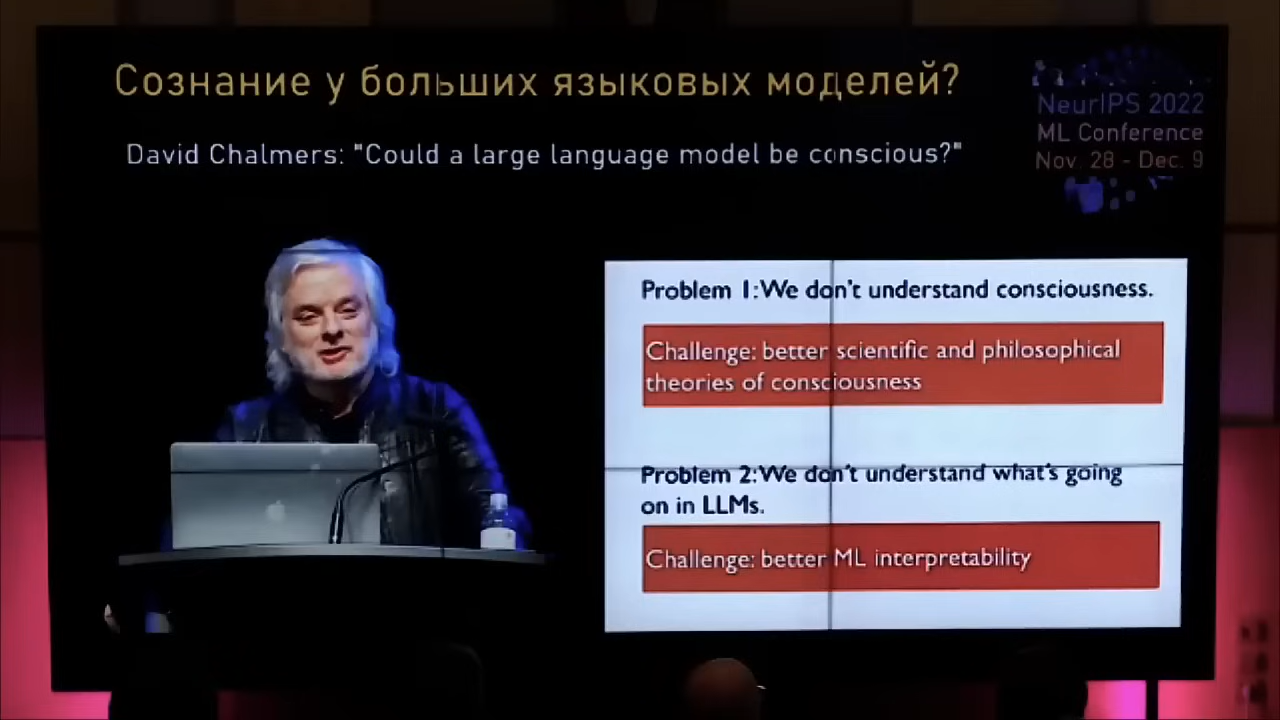 Сознание у больших языковых моделей?
David Chalmers: "Could a large language model be conscious?"
NeurIPS 2022
ML Conference
Nov. 28 - Dec. 9
Problem 1: We don't understand consciousness.
Challenge: better scientific and philosophical
theories of consciousness
Problem 2: We don't understand what's going
on in LLMs.
Challenge: better ML interpretability